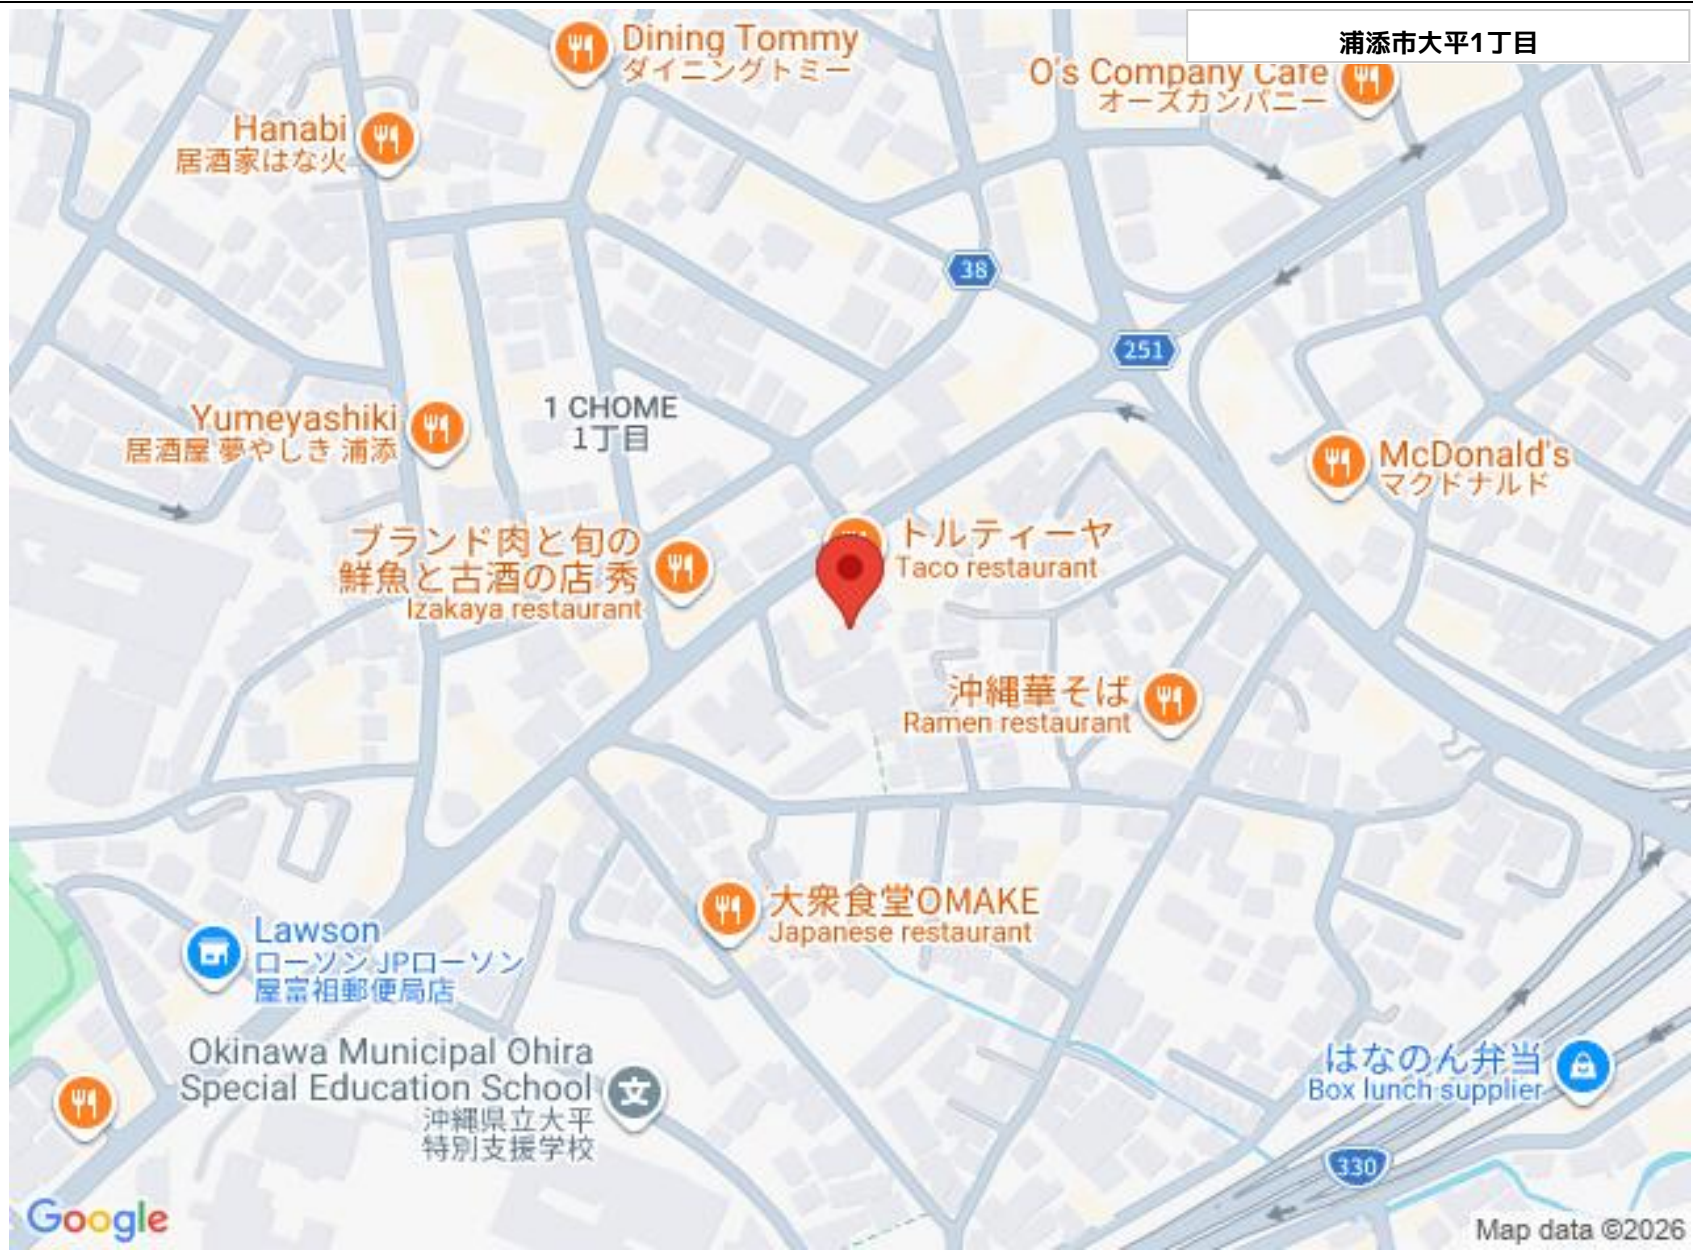 浦添市大平1丁目
Dining Tommy
ダイニングトミー
O's Company Cafe
オーズカンパニー
Hanabi
居酒家はな火
38
251
Yumeyashiki
居酒屋 夢やしき 浦添
1 CHOME
1丁目
McDonald's
マクドナルド
ブランド肉と旬の
鮮魚と古酒の店 秀
Izakaya restaurant
トルティーヤ
Taco restaurant
沖縄華そば
Ramen restaurant
大衆食堂OMAKE
Japanese restaurant
Lawson
ローソン JPローソン
屋富祖郵便局店
Okinawa Municipal Ohira
Special Education School
沖縄県立大平
特別支援学校
文
はなのん弁当
Box lunch supplier
330
Google
Map data ©2026